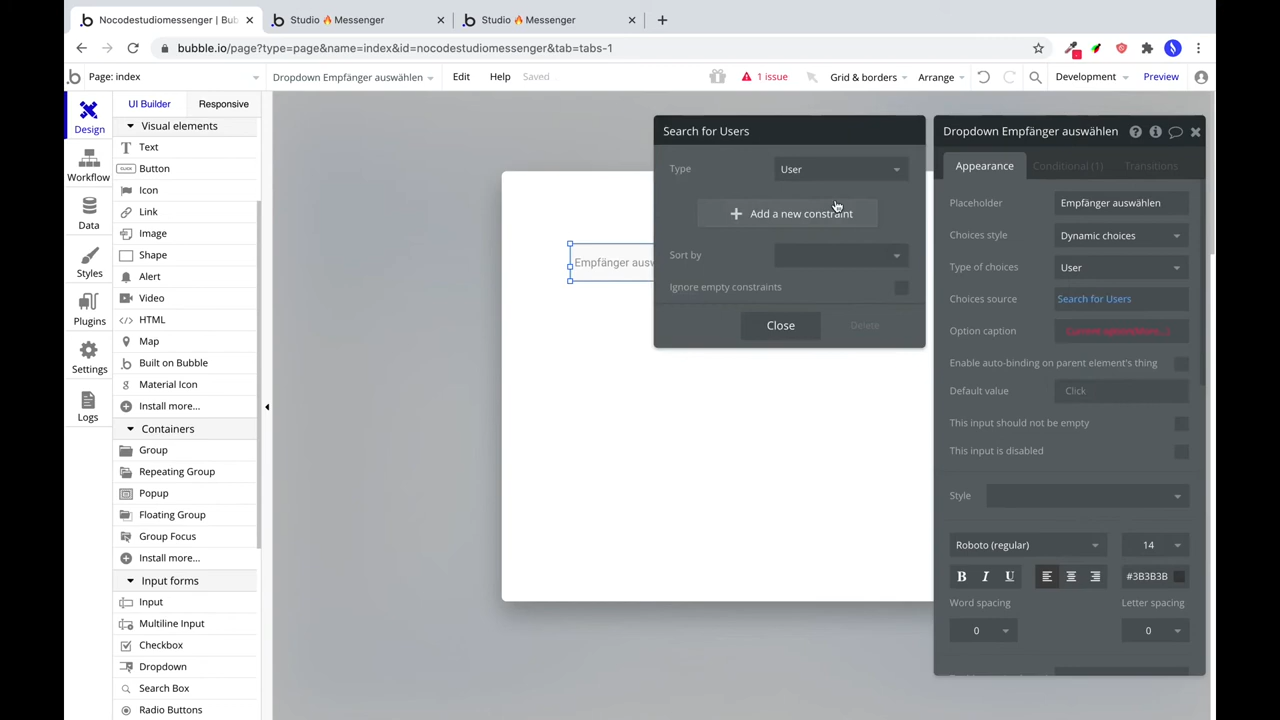 Nocodestudiomessenger | Bub
Studio 🔥 Messenger
Studio 🔥 Messenger
bubble.io/page?type=page&name=index&id=nocodestudiomessenger&tab=tabs-1
Page: index
Dropdown Empfänger auswählen
Edit
Help
Saved
1 issue
Grid & borders
Arrange
Development
Preview
Design
Workflow
Data
Styles
Plugins
Settings
Logs
UI Builder
Responsive
Visual elements
Text
Button
Icon
Link
Image
Shape
Alert
Video
HTML
Map
Built on Bubble
Material Icon
Install more...
Containers
Group
Repeating Group
Popup
Floating Group
Group Focus
Install more...
Input forms
Input
Multiline Input
Checkbox
Dropdown
Search Box
Radio Buttons
Empfänger ausw
Search for Users
Type
User
Add a new constraint
Sort by
Ignore empty constraints
Close
Delete
Dropdown Empfänger auswählen
Appearance
Conditional (1)
Transitions
Placeholder
Empfänger auswählen
Choices style
Dynamic choices
Type of choices
User
Choices source
Search for Users
Option caption
Enable auto-binding on parent element's thing
Default value
Click
This input should not be empty
This input is disabled
Style
Roboto (regular)
14
B I U
#3B3B3B
Word spacing
Letter spacing
0
0